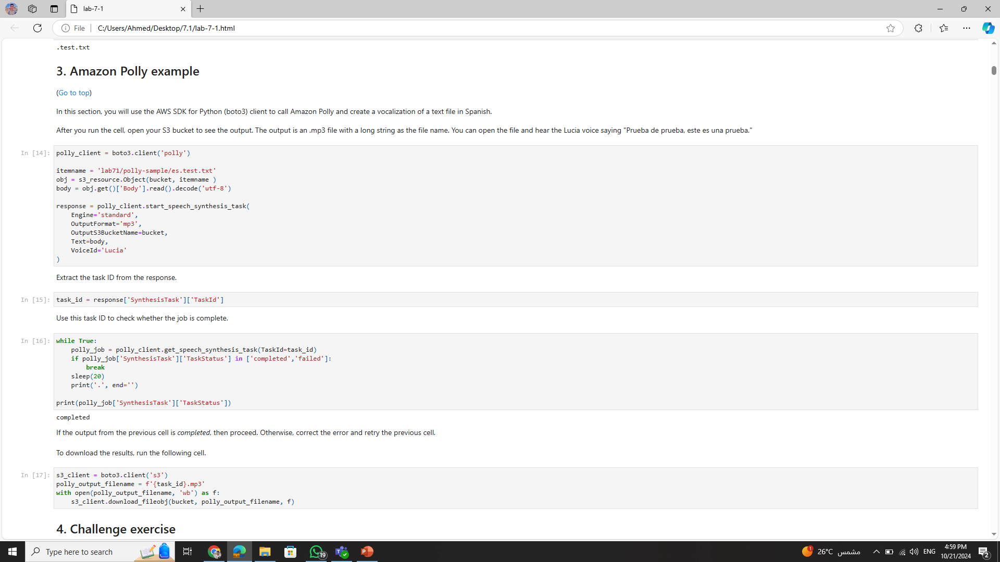 lab-7-1
File
C:/Users/Ahmed/Desktop/7.1/lab-7-1.html
.test.txt
3. Amazon Polly example
(Go to top)
In this section, you will use the AWS SDK for Python (boto3) client to call Amazon Polly and create a vocalization of a text file in Spanish.
After you run the cell, open your S3 bucket to see the output. The output is an .mp3 file with a long string as the file name. You can open the file and hear the Lucia voice saying "Prueba de prueba, este es una prueba."
In [14]: polly_client = boto3.client('polly')
itemname = 'lab71/polly-sample/es.test.txt'
obj = s3_resource.Object(bucket, itemname )
body = obj.get()['Body'].read().decode('utf-8')
response = polly_client.start_speech_synthesis_task(
    Engine='standard',
    OutputFormat='mp3',
    OutputS3BucketName=bucket,
    Text=body,
    VoiceId='Lucia'
)
Extract the task ID from the response.
In [15]: task_id = response['SynthesisTask']['TaskId']
Use this task ID to check whether the job is complete.
In [16]: while True:
    polly_job = polly_client.get_speech_synthesis_task(TaskId=task_id)
    if polly_job['SynthesisTask']['TaskStatus'] in ['completed','failed']:
        break
    sleep(20)
    print('.', end='')
print(polly_job['SynthesisTask']['TaskStatus'])
completed
If the output from the previous cell is completed, then proceed. Otherwise, correct the error and retry the previous cell.
To download the results, run the following cell.
In [17]: s3_client = boto3.client('s3')
polly_output_filename = f'{task_id}.mp3'
with open(polly_output_filename, 'wb') as f:
    s3_client.download_fileobj(bucket, polly_output_filename, f)
4. Challenge exercise
Type here to search
19
1
26°C مشمس
ENG
4:59 PM
10/21/2024
2